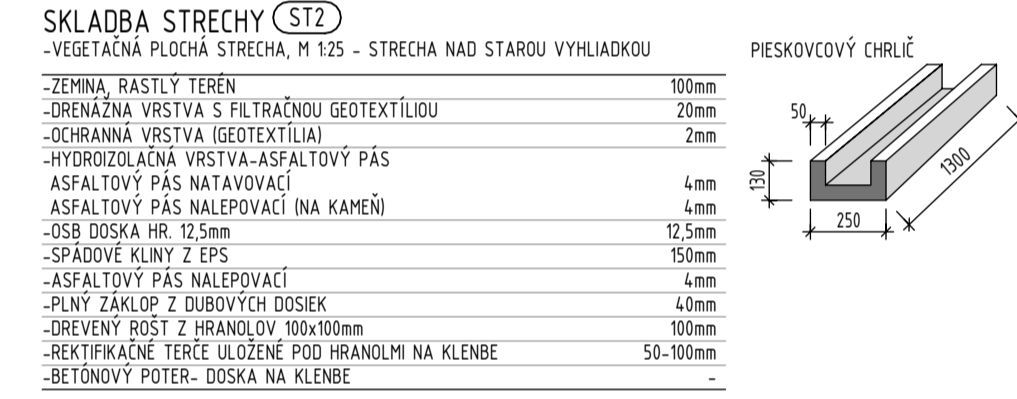 SKLADBA STRECHY ST2
-VEGETAČNÁ PLOCHÁ STRECHA, M 1:25 - STRECHA NAD STAROU VYHLIADKOU
-ZEMINA, RASTLÝ TERÉN 100mm
-DRENÁŽNA VRSTVA S FILTRAČNOU GEOTEXTÍLIOU 20mm
-OCHRANNÁ VRSTVA (GEOTEXTÍLIA) 2mm
-HYDROIZOLAČNÁ VRSTVA-ASFALTOVÝ PÁS
ASFALTOVÝ PÁS NATAVOVACÍ 4mm
ASFALTOVÝ PÁS NALEPOVACÍ (NA KAMEŇ) 4mm
-OSB DOSKA HR. 12,5mm 12,5mm
-SPÁDOVÉ KLINY Z EPS 150mm
-ASFALTOVÝ PÁS NALEPOVACÍ 4mm
-PLNÝ ZÁKLOP Z DUBOVÝCH DOSIEK 40mm
-DREVENÝ ROŠT Z HRANOLOV 100x100mm 100mm
-REKTIFIKAČNÉ TERČE ULOŽENÉ POD HRANOLMI NA KLENBE 50-100mm
-BETÓNOVÝ POTER- DOSKA NA KLENBE -
PIESKOVCOVÝ CHRLIČ
50
130
250
1300